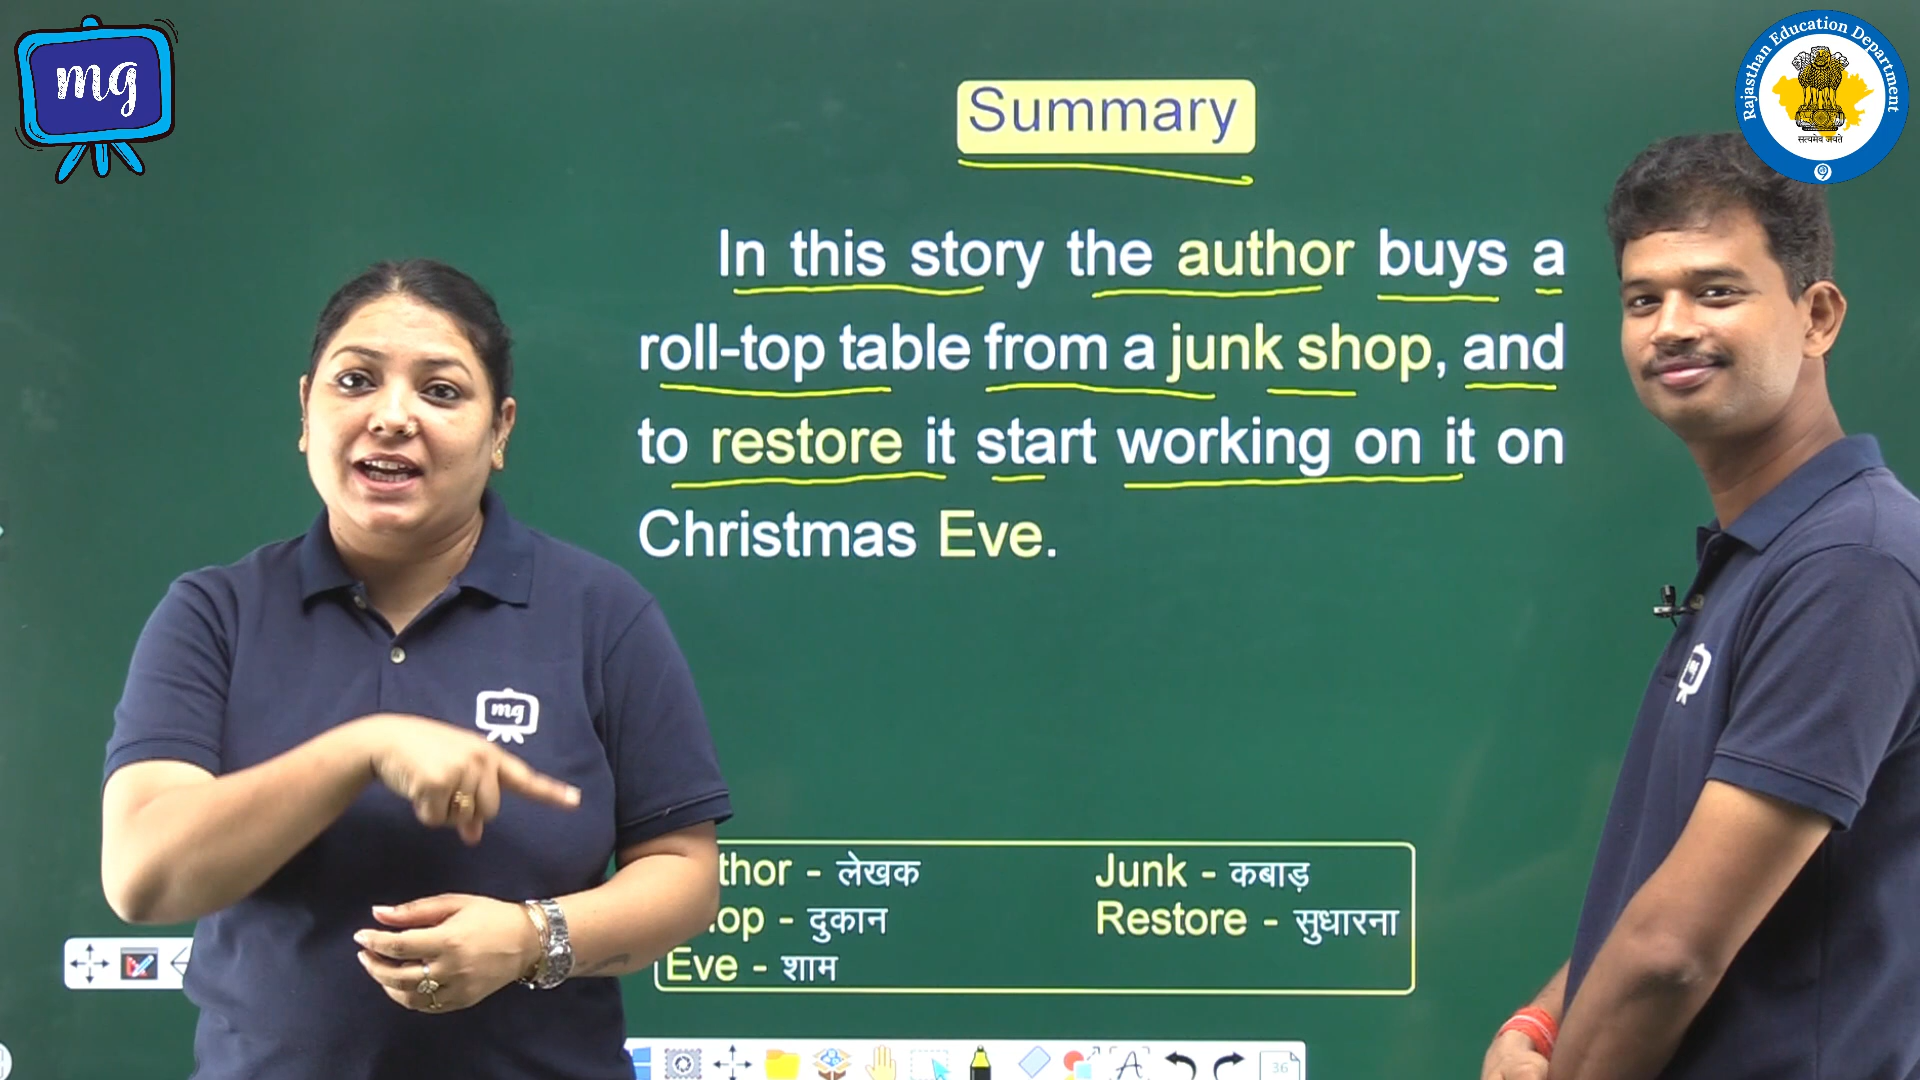 mg
Rajasthan Education Department
सत्यमेव जयते
Summary
In this story the author buys a
roll-top table from a junk shop, and
to restore it start working on it on
Christmas Eve.
mg
thor - लेखक
Junk - कबाड़
op - दुकान
Restore - सुधारना
Eve - शाम
36